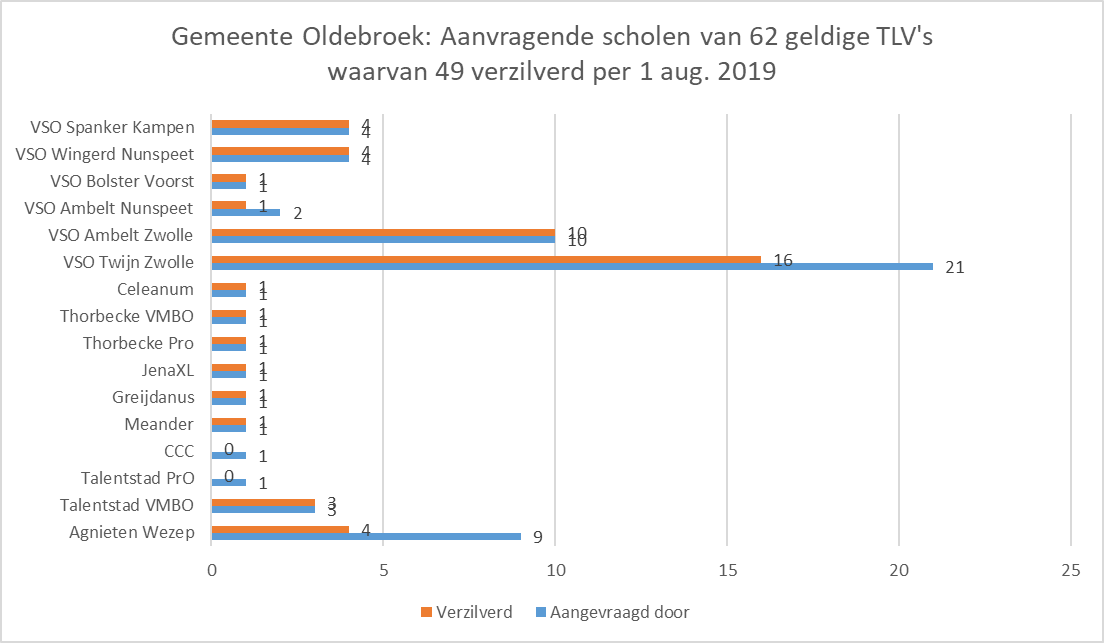 Gemeente Oldebroek: Aanvragende scholen van 62 geldige TLV's
waarvan 49 verzilverd per 1 aug. 2019
VSO Spanker Kampen 4 4
VSO Wingerd Nunspeet 4 4
VSO Bolster Voorst 1 1
VSO Ambelt Nunspeet 1 2
VSO Ambelt Zwolle 10 10
VSO Twijn Zwolle 16 21
Celeanum 1 1
Thorbecke VMBO 1 1
Thorbecke Pro 1 1
JenaXL 1 1
Greijdanus 1 1
Meander 1 1
CCC 0 1
Talentstad PrO 0 1
Talentstad VMBO 3 3
Agnieten Wezep 4 9
0 5 10 15 20 25
Verzilverd Aangevraagd door